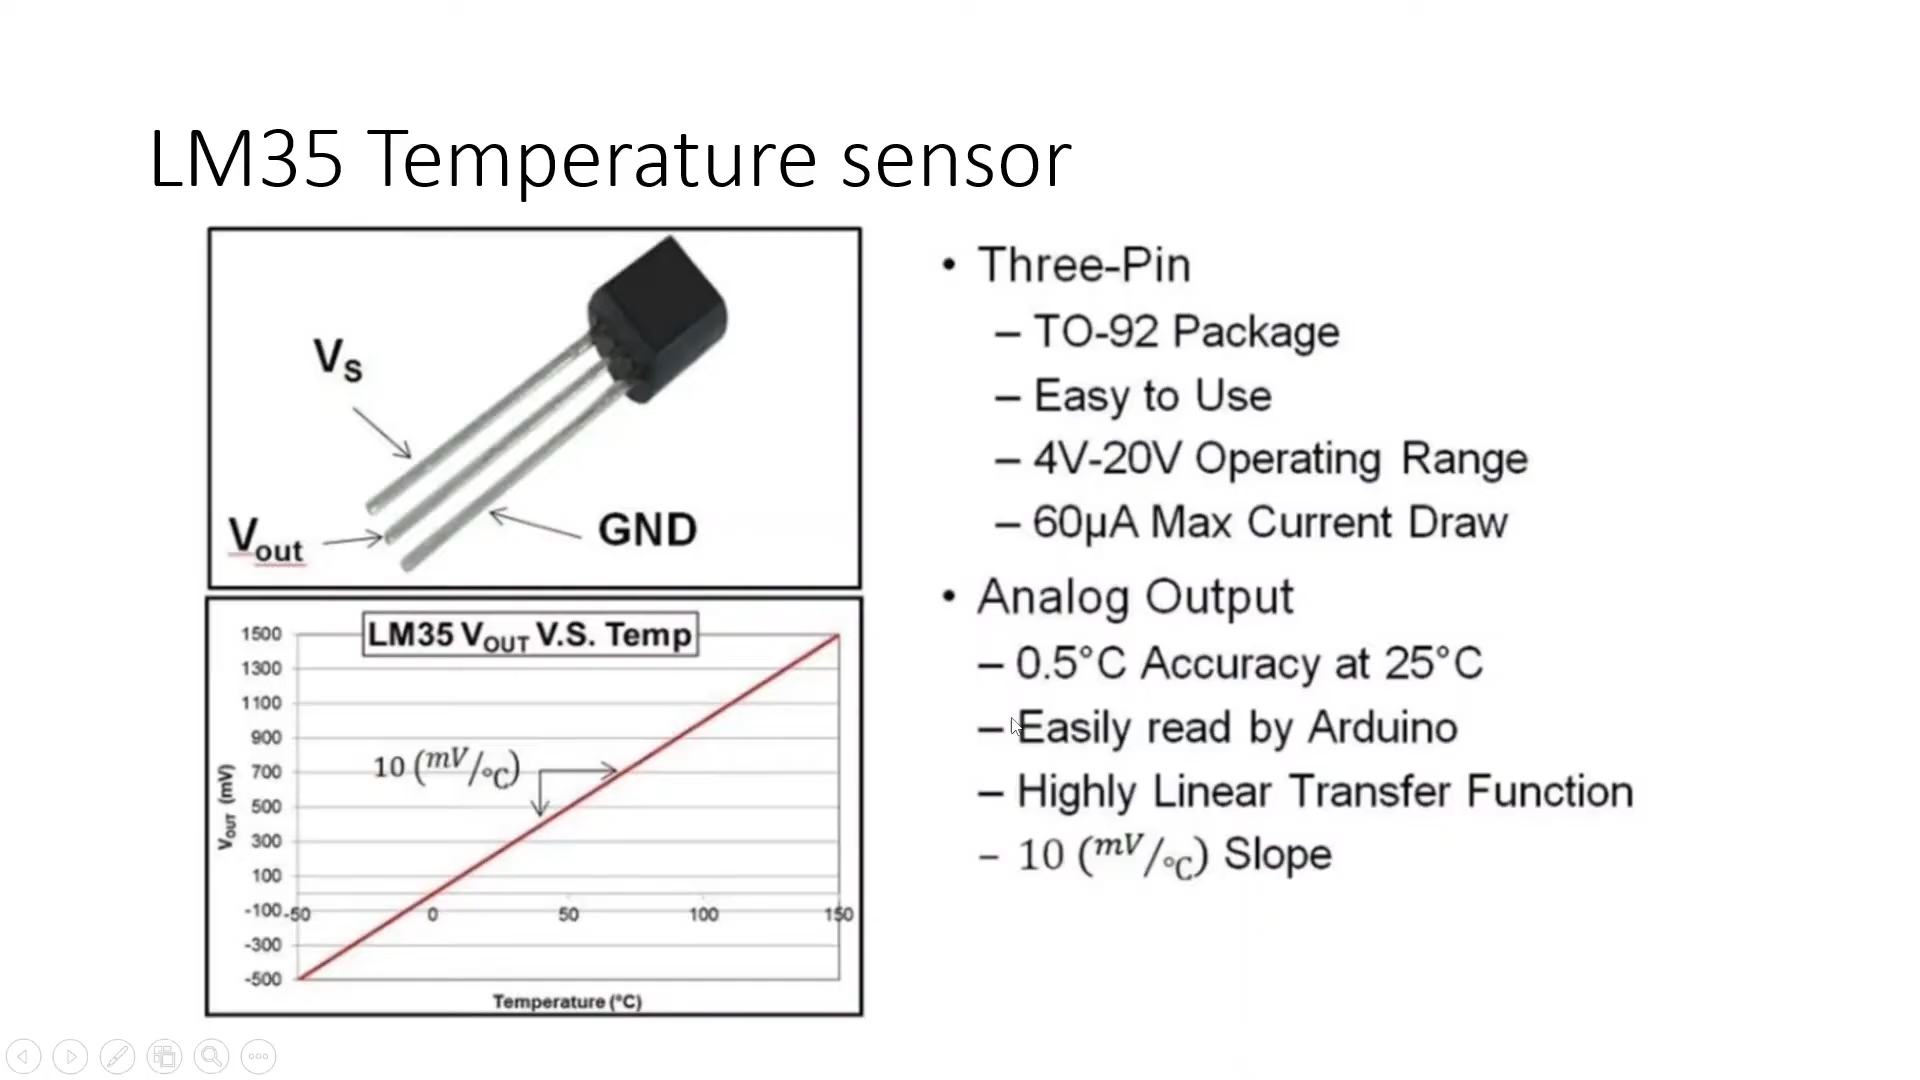 LM35 Temperature sensor
VS
Vout
GND
LM35 VOUT V.S. Temp
1500
1300
1100
900
700
500
300
100
-100
-300
-500
VOUT (mV)
10 (mV/°C)
-50
0
50
100
150
Temperature (°C)
• Three-Pin
– TO-92 Package
– Easy to Use
– 4V-20V Operating Range
– 60µA Max Current Draw
• Analog Output
– 0.5°C Accuracy at 25°C
– Easily read by Arduino
– Highly Linear Transfer Function
– 10 (mV/°C) Slope